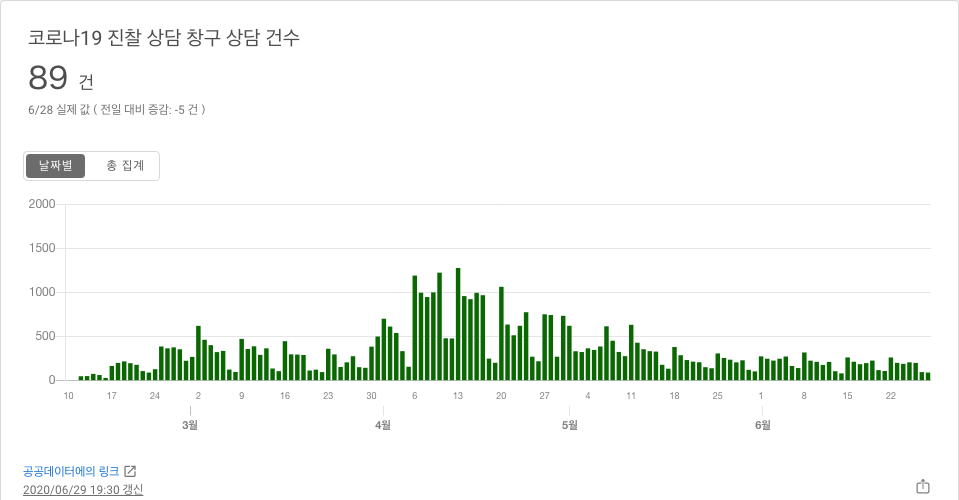 코로나19 진찰 상담 창구 상담 건수
89 건
6/28 실제 값 ( 전일 대비 증감: -5 건 )
날짜별 총 집계
2000
1500
1000
500
0
10 17 24 2 9 16 23 30 6 13 20 27 4 11 18 25 1 8 15 22
3월 4월 5월 6월
공공데이터에의 링크
2020/06/29 19:30 갱신